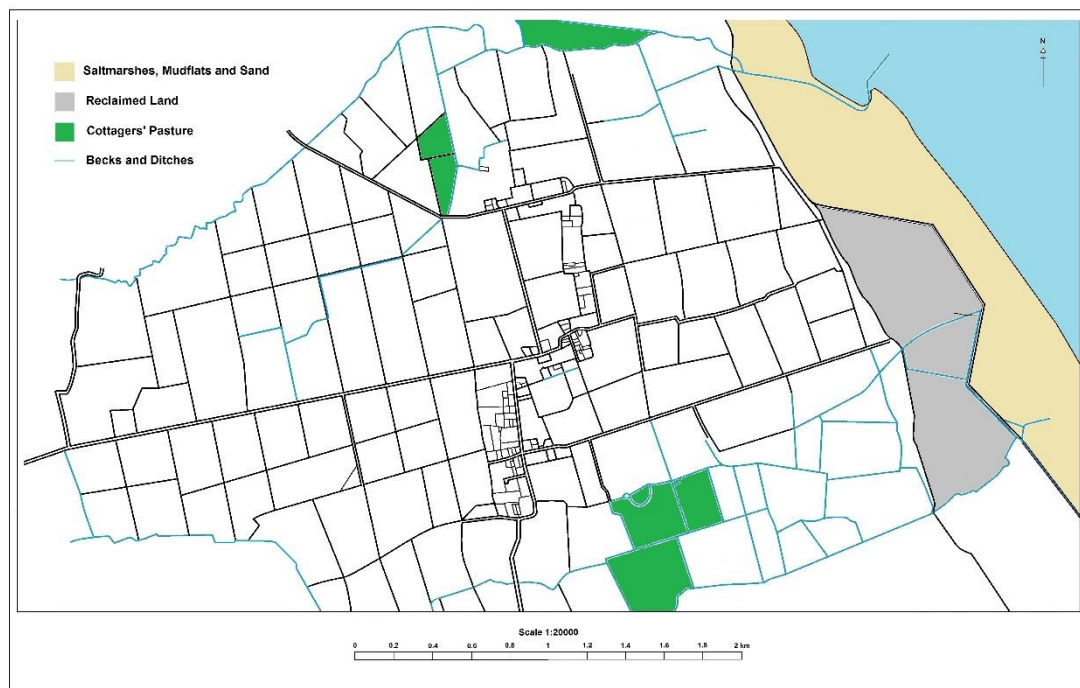 N
Saltmarshes, Mudflats and Sand
Reclaimed Land
Cottagers' Pasture
Becks and Ditches
Scale 1:20000
0 0.2 0.4 0.6 0.8 1 1.2 1.4 1.6 1.8 2 km